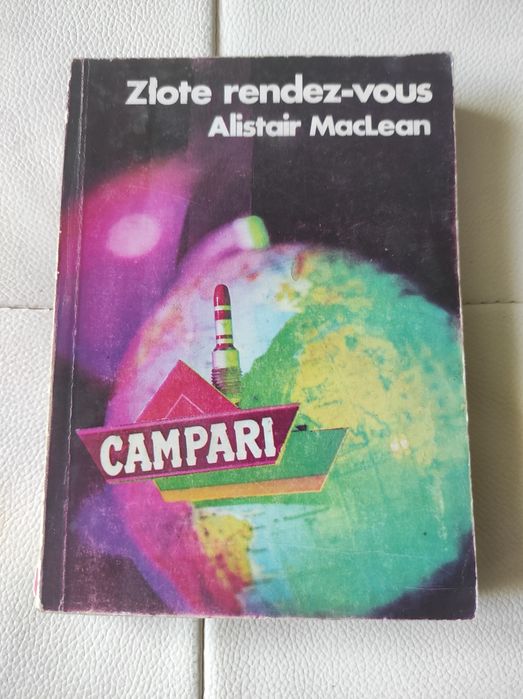 Złote rendez-vous
Alistair MacLean
CAMPARI